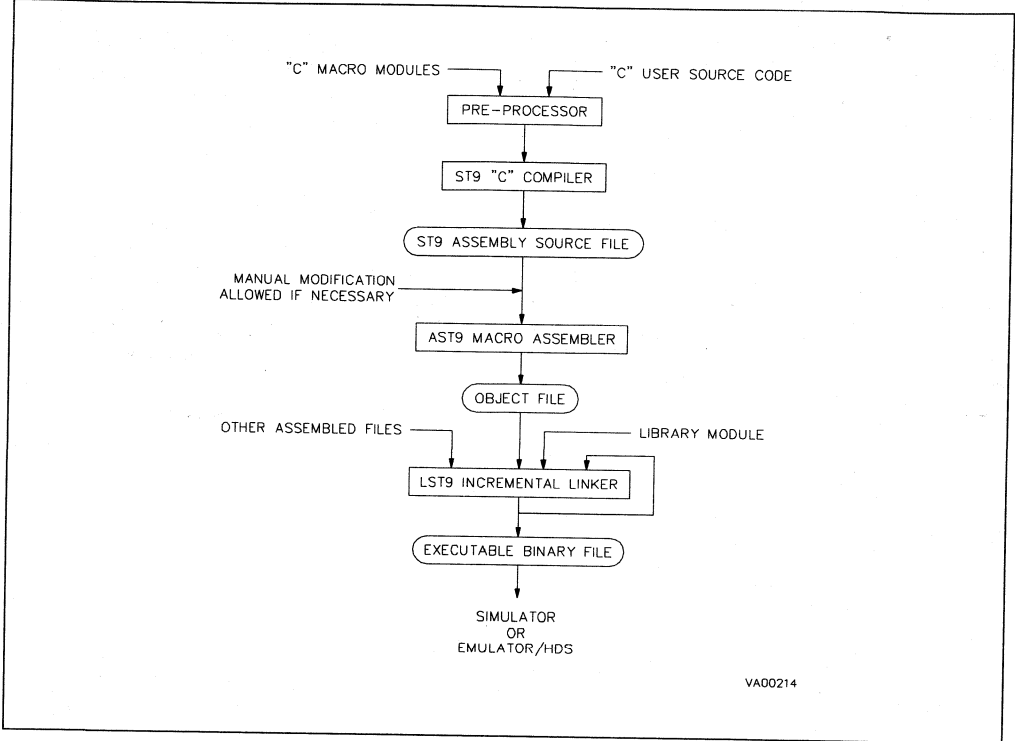 "C" MACRO MODULES
"C" USER SOURCE CODE
PRE-PROCESSOR
ST9 "C" COMPILER
ST9 ASSEMBLY SOURCE FILE
MANUAL MODIFICATION
ALLOWED IF NECESSARY
AST9 MACRO ASSEMBLER
OBJECT FILE
OTHER ASSEMBLED FILES
LIBRARY MODULE
LST9 INCREMENTAL LINKER
EXECUTABLE BINARY FILE
SIMULATOR
OR
EMULATOR/HDS
VA00214